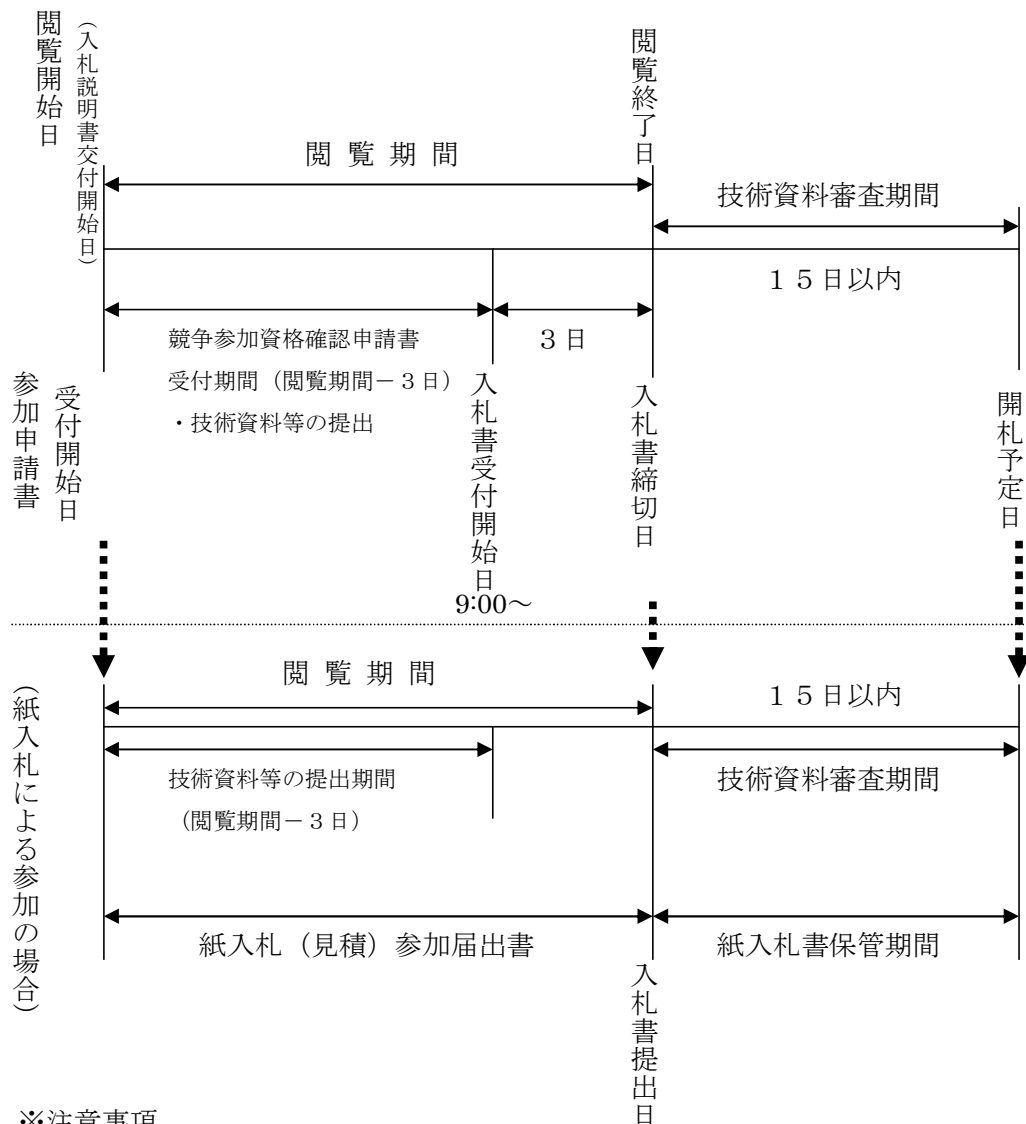 閲覧開始日
（入札説明書交付開始日）
閲覧終了日
閲 覧 期 間
技術資料審査期間
１５日以内
競争参加資格確認申請書
受付期間（閲覧期間－３日）
・技術資料等の提出
３日
参加申請書
受付開始日
入札書受付開始日
9:00～
入札書締切日
開札予定日
（紙入札による参加の場合）
閲 覧 期 間
１５日以内
技術資料等の提出期間
（閲覧期間－３日）
技術資料審査期間
紙入札（見積）参加届出書
紙入札書保管期間
入札書提出日
※注意事項